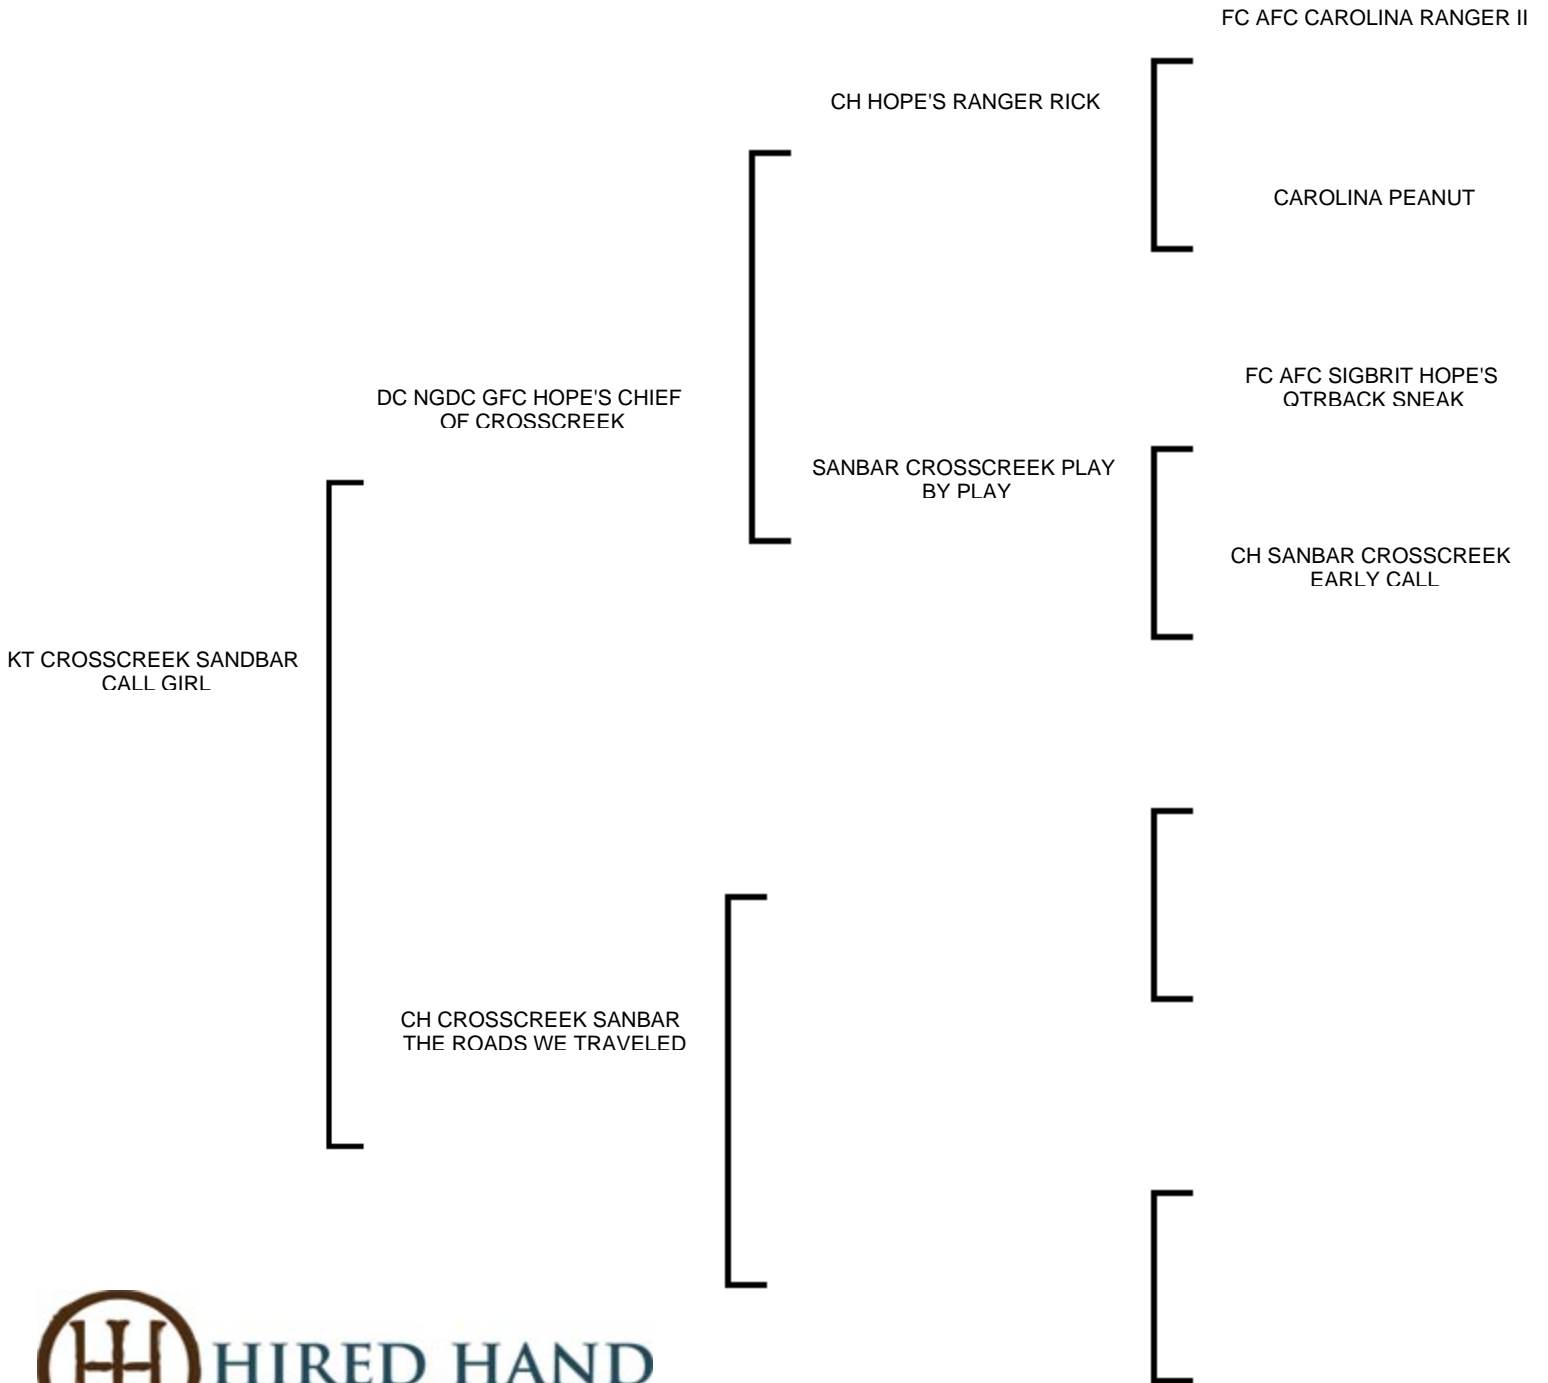 FC AFC CAROLINA RANGER II
CH HOPE'S RANGER RICK
CAROLINA PEANUT
FC AFC SIGBRIT HOPE'S
QTRBACK SNEAK
DC NGDC GFC HOPE'S CHIEF
OF CROSSCREEK
SANBAR CROSSCREEK PLAY
BY PLAY
CH SANBAR CROSSCREEK
EARLY CALL
KT CROSSCREEK SANDBAR
CALL GIRL
CH CROSSCREEK SANBAR
THE ROADS WE TRAVELED
HIRED HAND